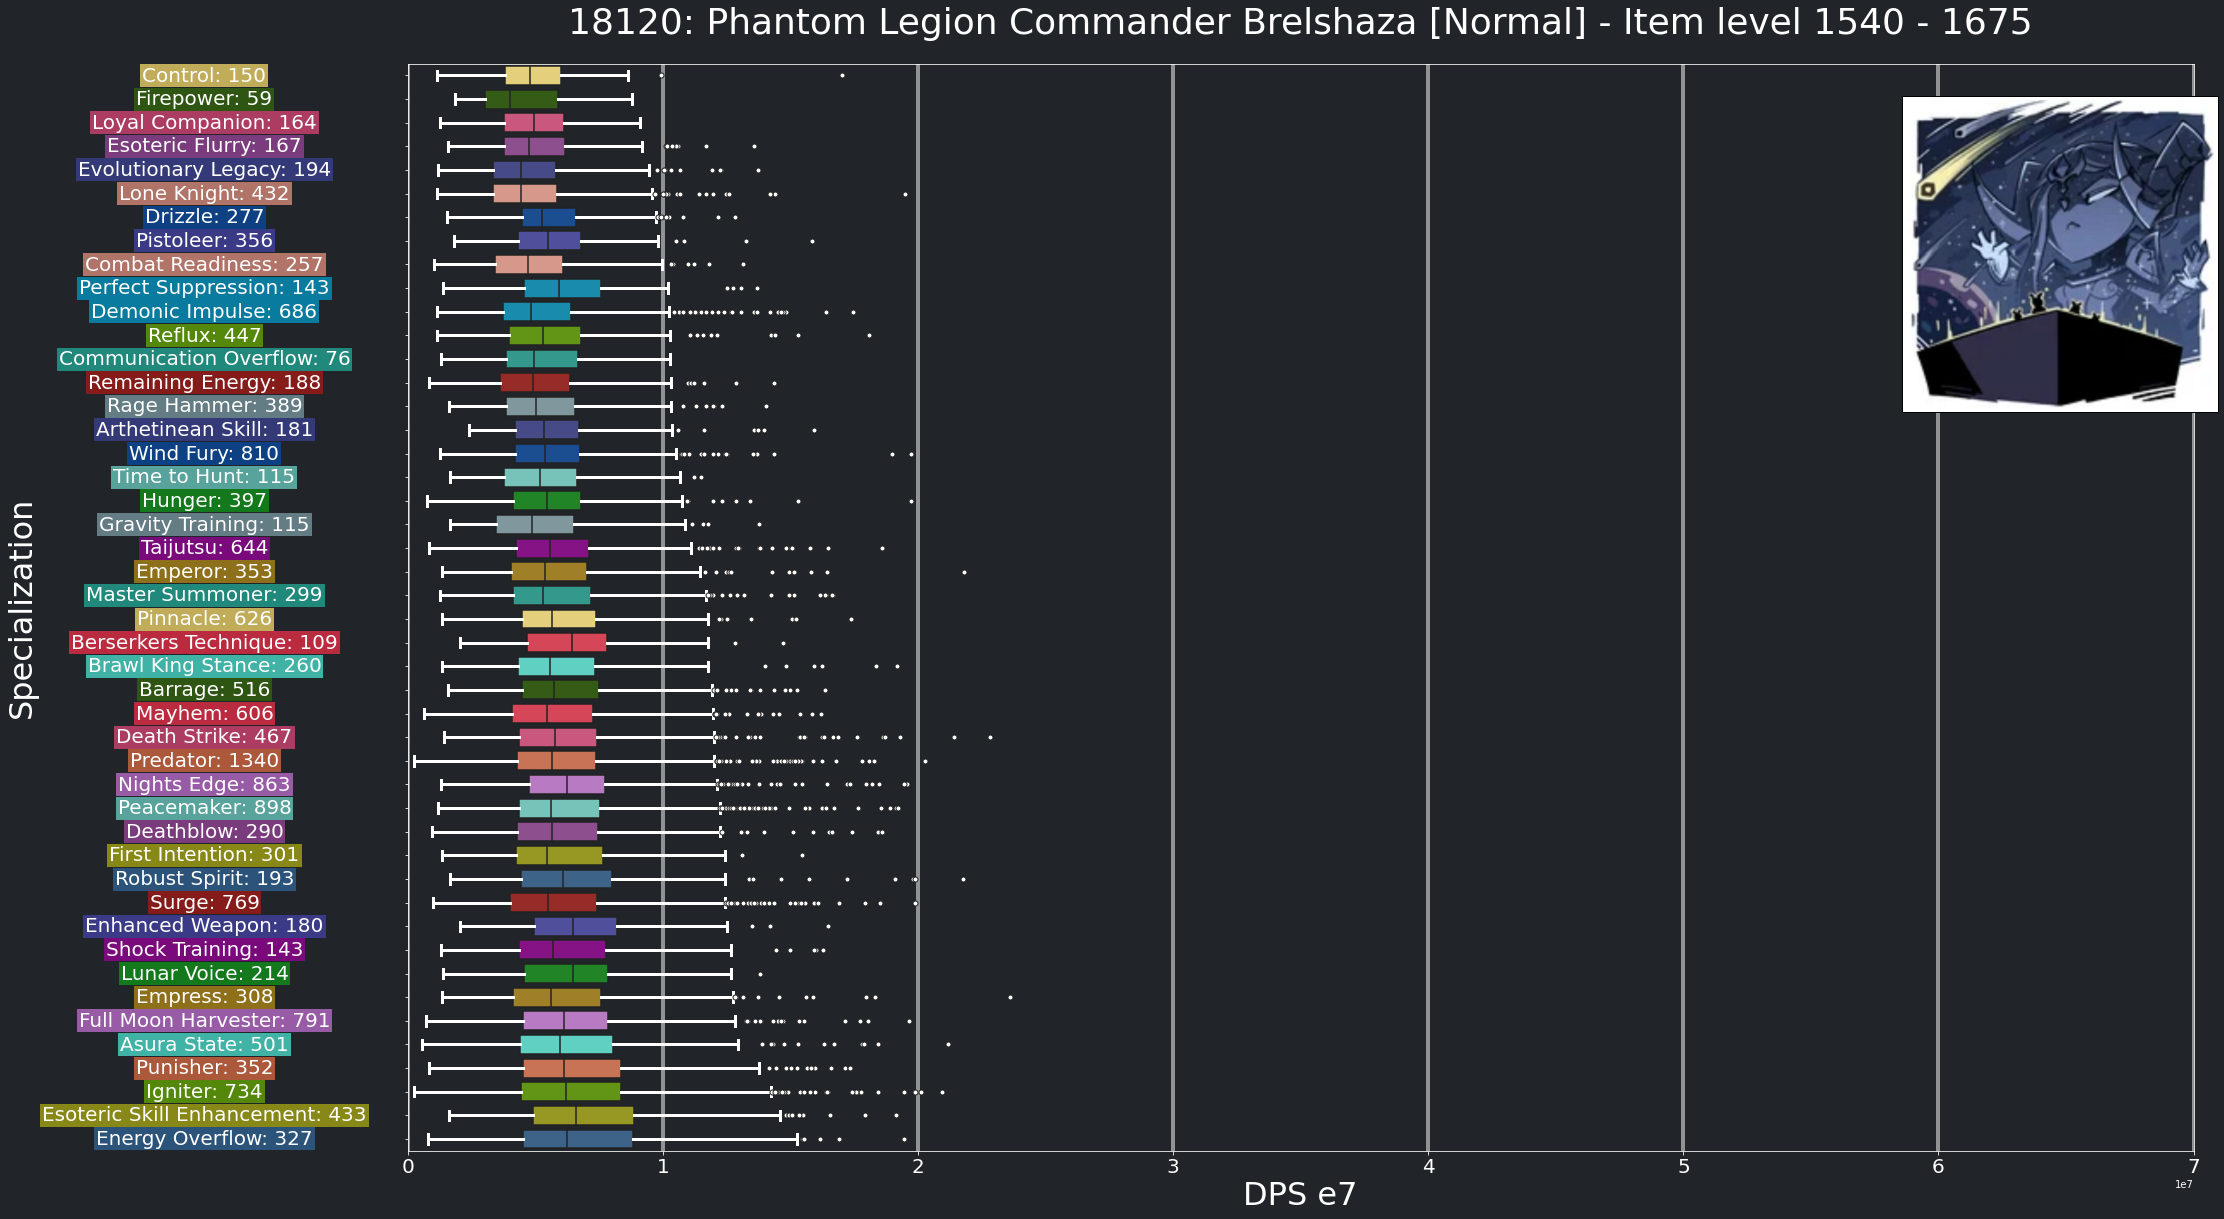 18120: Phantom Legion Commander Brelshaza [Normal] - Item level 1540 - 1675
Specialization
Control: 150
Firepower: 59
Loyal Companion: 164
Esoteric Flurry: 167
Evolutionary Legacy: 194
Lone Knight: 432
Drizzle: 277
Pistoleer: 356
Combat Readiness: 257
Perfect Suppression: 143
Demonic Impulse: 686
Reflux: 447
Communication Overflow: 76
Remaining Energy: 188
Rage Hammer: 389
Arthetinean Skill: 181
Wind Fury: 810
Time to Hunt: 115
Hunger: 397
Gravity Training: 115
Taijutsu: 644
Emperor: 353
Master Summoner: 299
Pinnacle: 626
Berserkers Technique: 109
Brawl King Stance: 260
Barrage: 516
Mayhem: 606
Death Strike: 467
Predator: 1340
Nights Edge: 863
Peacemaker: 898
Deathblow: 290
First Intention: 301
Robust Spirit: 193
Surge: 769
Enhanced Weapon: 180
Shock Training: 143
Lunar Voice: 214
Empress: 308
Full Moon Harvester: 791
Asura State: 501
Punisher: 352
Igniter: 734
Esoteric Skill Enhancement: 433
Energy Overflow: 327
0 1 2 3 4 5 6 7
1e7
DPS e7